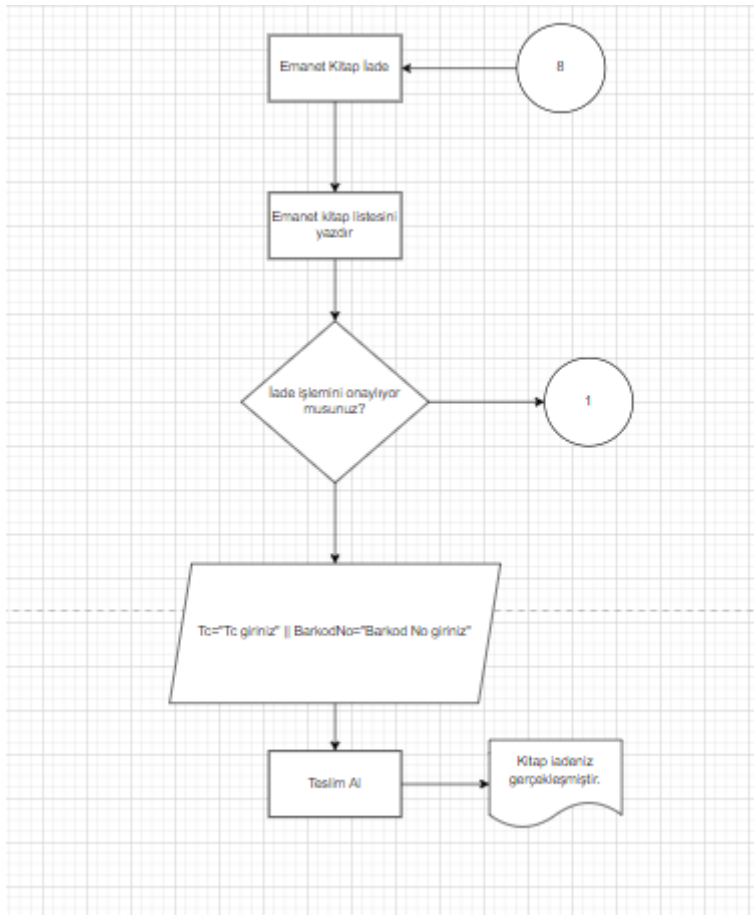 Emanet Kitap İade
8
Emanet kitap listesini
yazdır
İade işlemini onaylıyor
musunuz?
1
Tc="Tc giriniz" || BarkodNo="Barkod No giriniz"
Teslim Al
Kitap iadeniz
gerçekleşmiştir.